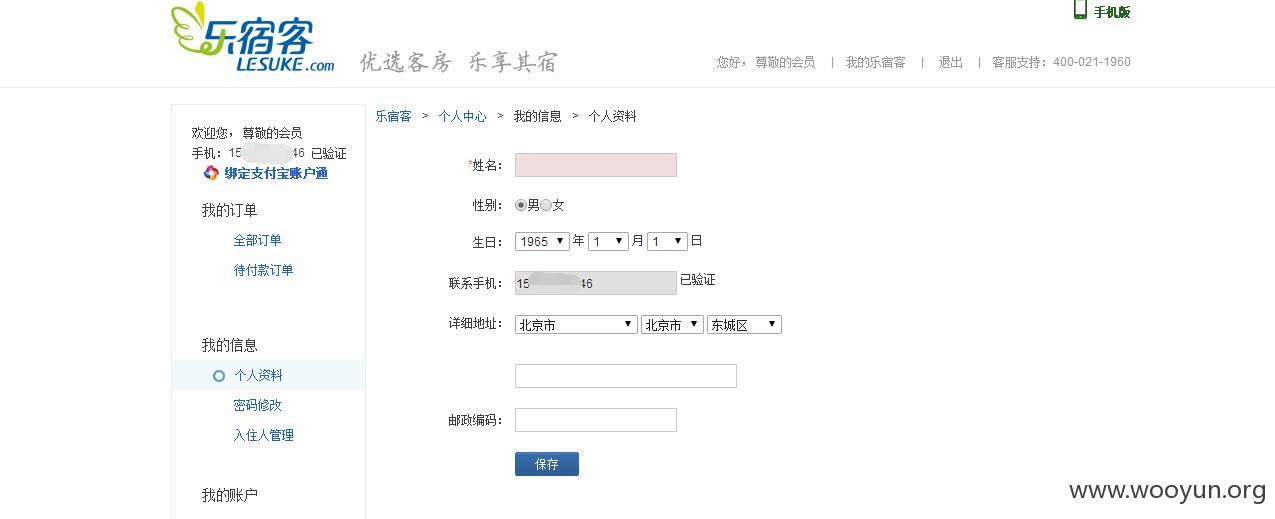 手机版
乐宿客
LESUKE.com
优选客房 乐享其宿
您好，尊敬的会员 | 我的乐宿客 | 退出 | 客服支持：400-021-1960
欢迎您，尊敬的会员
手机：15 46 已验证
绑定支付宝账户通
我的订单
全部订单
待付款订单
我的信息
个人资料
密码修改
入住人管理
我的账户
乐宿客 > 个人中心 > 我的信息 > 个人资料
*姓名：
性别： 男 女
生日： 1965 年 1 月 1 日
联系手机： 15 46 已验证
详细地址： 北京市 北京市 东城区
邮政编码：
保存
www.wooyun.org